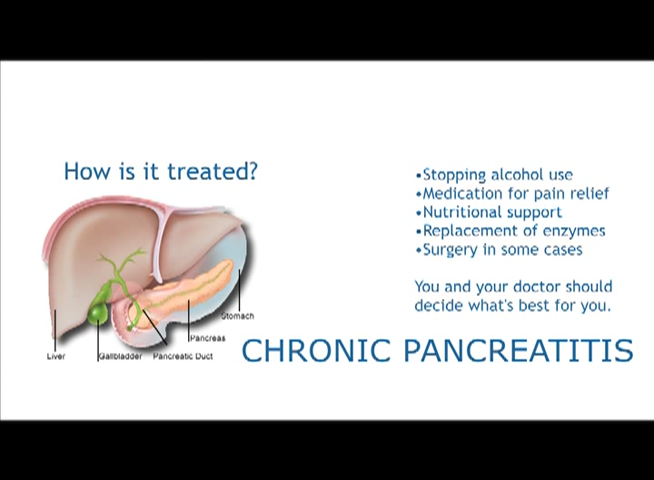 How is it treated?
•Stopping alcohol use
•Medication for pain relief
•Nutritional support
•Replacement of enzymes
•Surgery in some cases
You and your doctor should
decide what's best for you.
Stomach
Pancreas
Liver
Gallbladder
Pancreatic Duct
CHRONIC PANCREATITIS